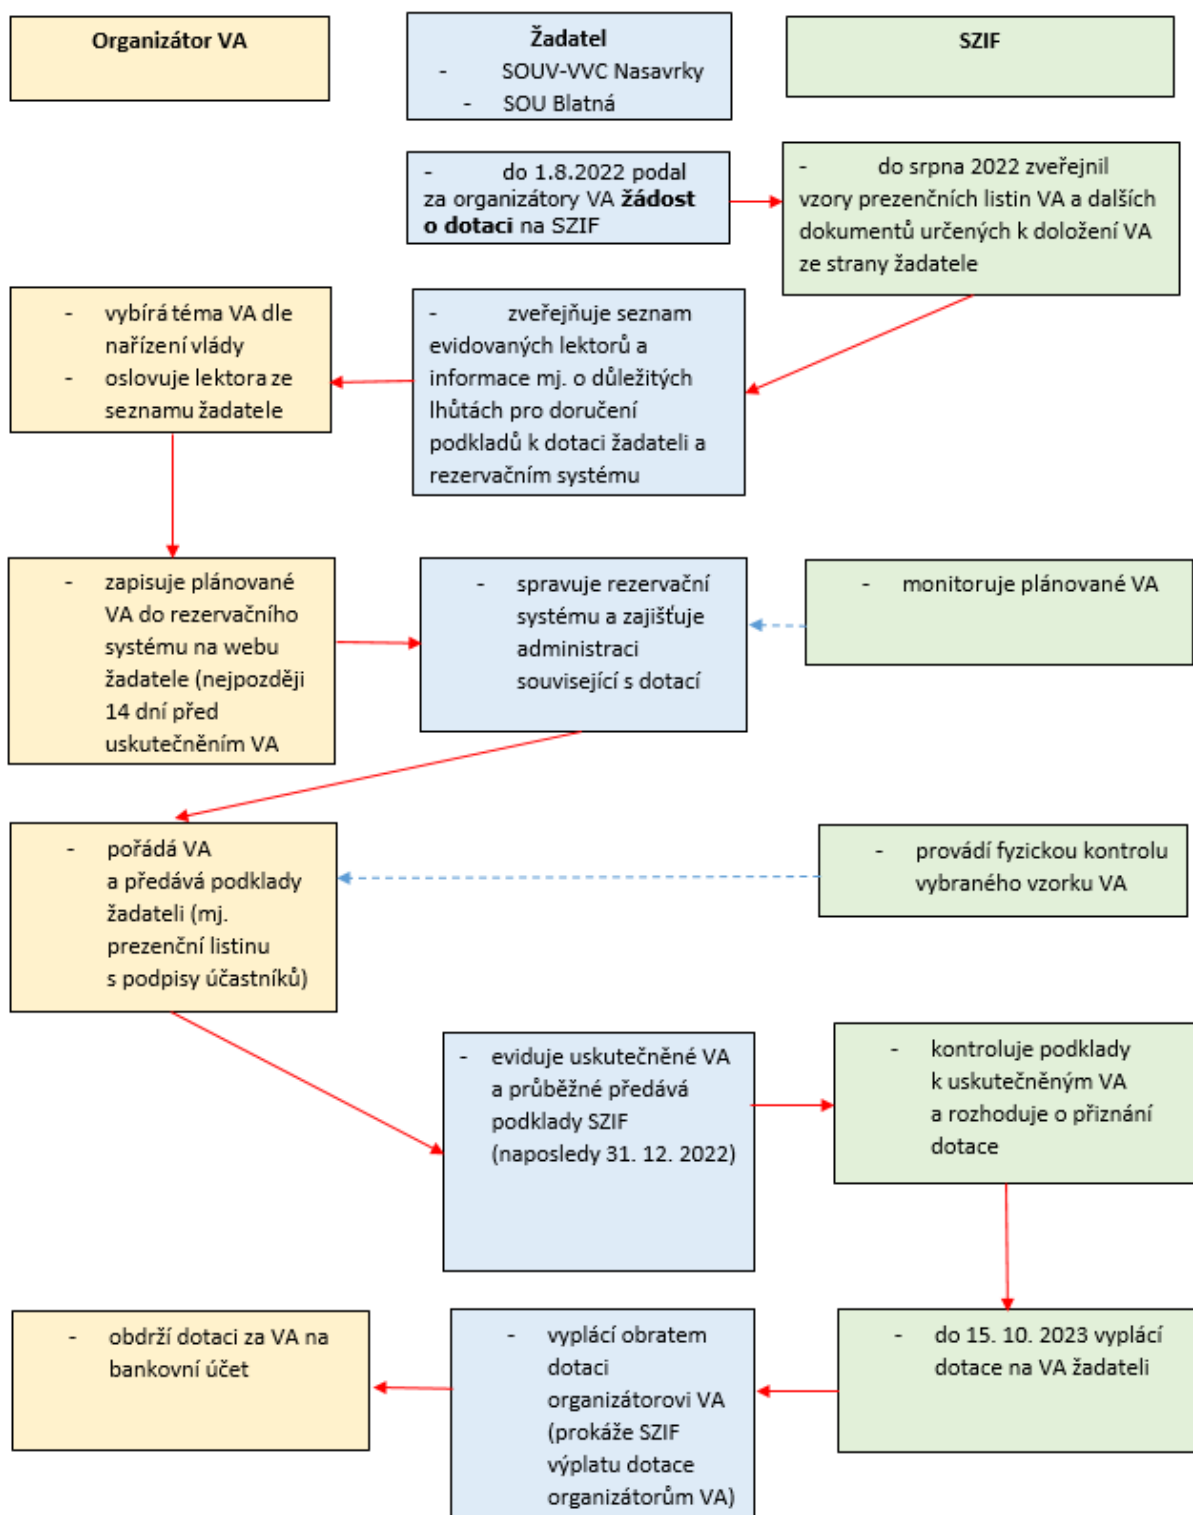 Organizátor VA
Žadatel
- SOUV-VVC Nasavrky
- SOU Blatná
SZIF
- do 1.8.2022 podal
za organizátory VA žádost
o dotaci na SZIF
- do srpna 2022 zveřejnil
vzory prezenčních listin VA a dalších
dokumentů určených k doložení VA
ze strany žadatele
- vybírá téma VA dle
nařízení vlády
- oslovuje lektora ze
seznamu žadatele
- zveřejňuje seznam
evidovaných lektorů a
informace mj. o důležitých
lhůtách pro doručení
podkladů k dotaci žadateli a
rezervačním systému
- zapisuje plánované
VA do rezervačního
systému na webu
žadatele (nejpozději
14 dní před
uskutečněním VA
- spravuje rezervační
systému a zajišťuje
administraci
související s dotací
- monitoruje plánované VA
- pořádá VA
a předává podklady
žadateli (mj.
prezenční listinu
s podpisy účastníků)
- provádí fyzickou kontrolu
vybraného vzorku VA
- eviduje uskutečněné VA
a průběžné předává
podklady SZIF
(naposledy 31. 12. 2022)
- kontroluje podklady
k uskutečněným VA
a rozhoduje o přiznání
dotace
- obdrží dotaci za VA na
bankovní účet
- vyplácí obratem
dotaci
organizátorovi VA
(prokáže SZIF
výplatu dotace
organizátorům VA)
- do 15. 10. 2023 vyplácí
dotace na VA žadateli